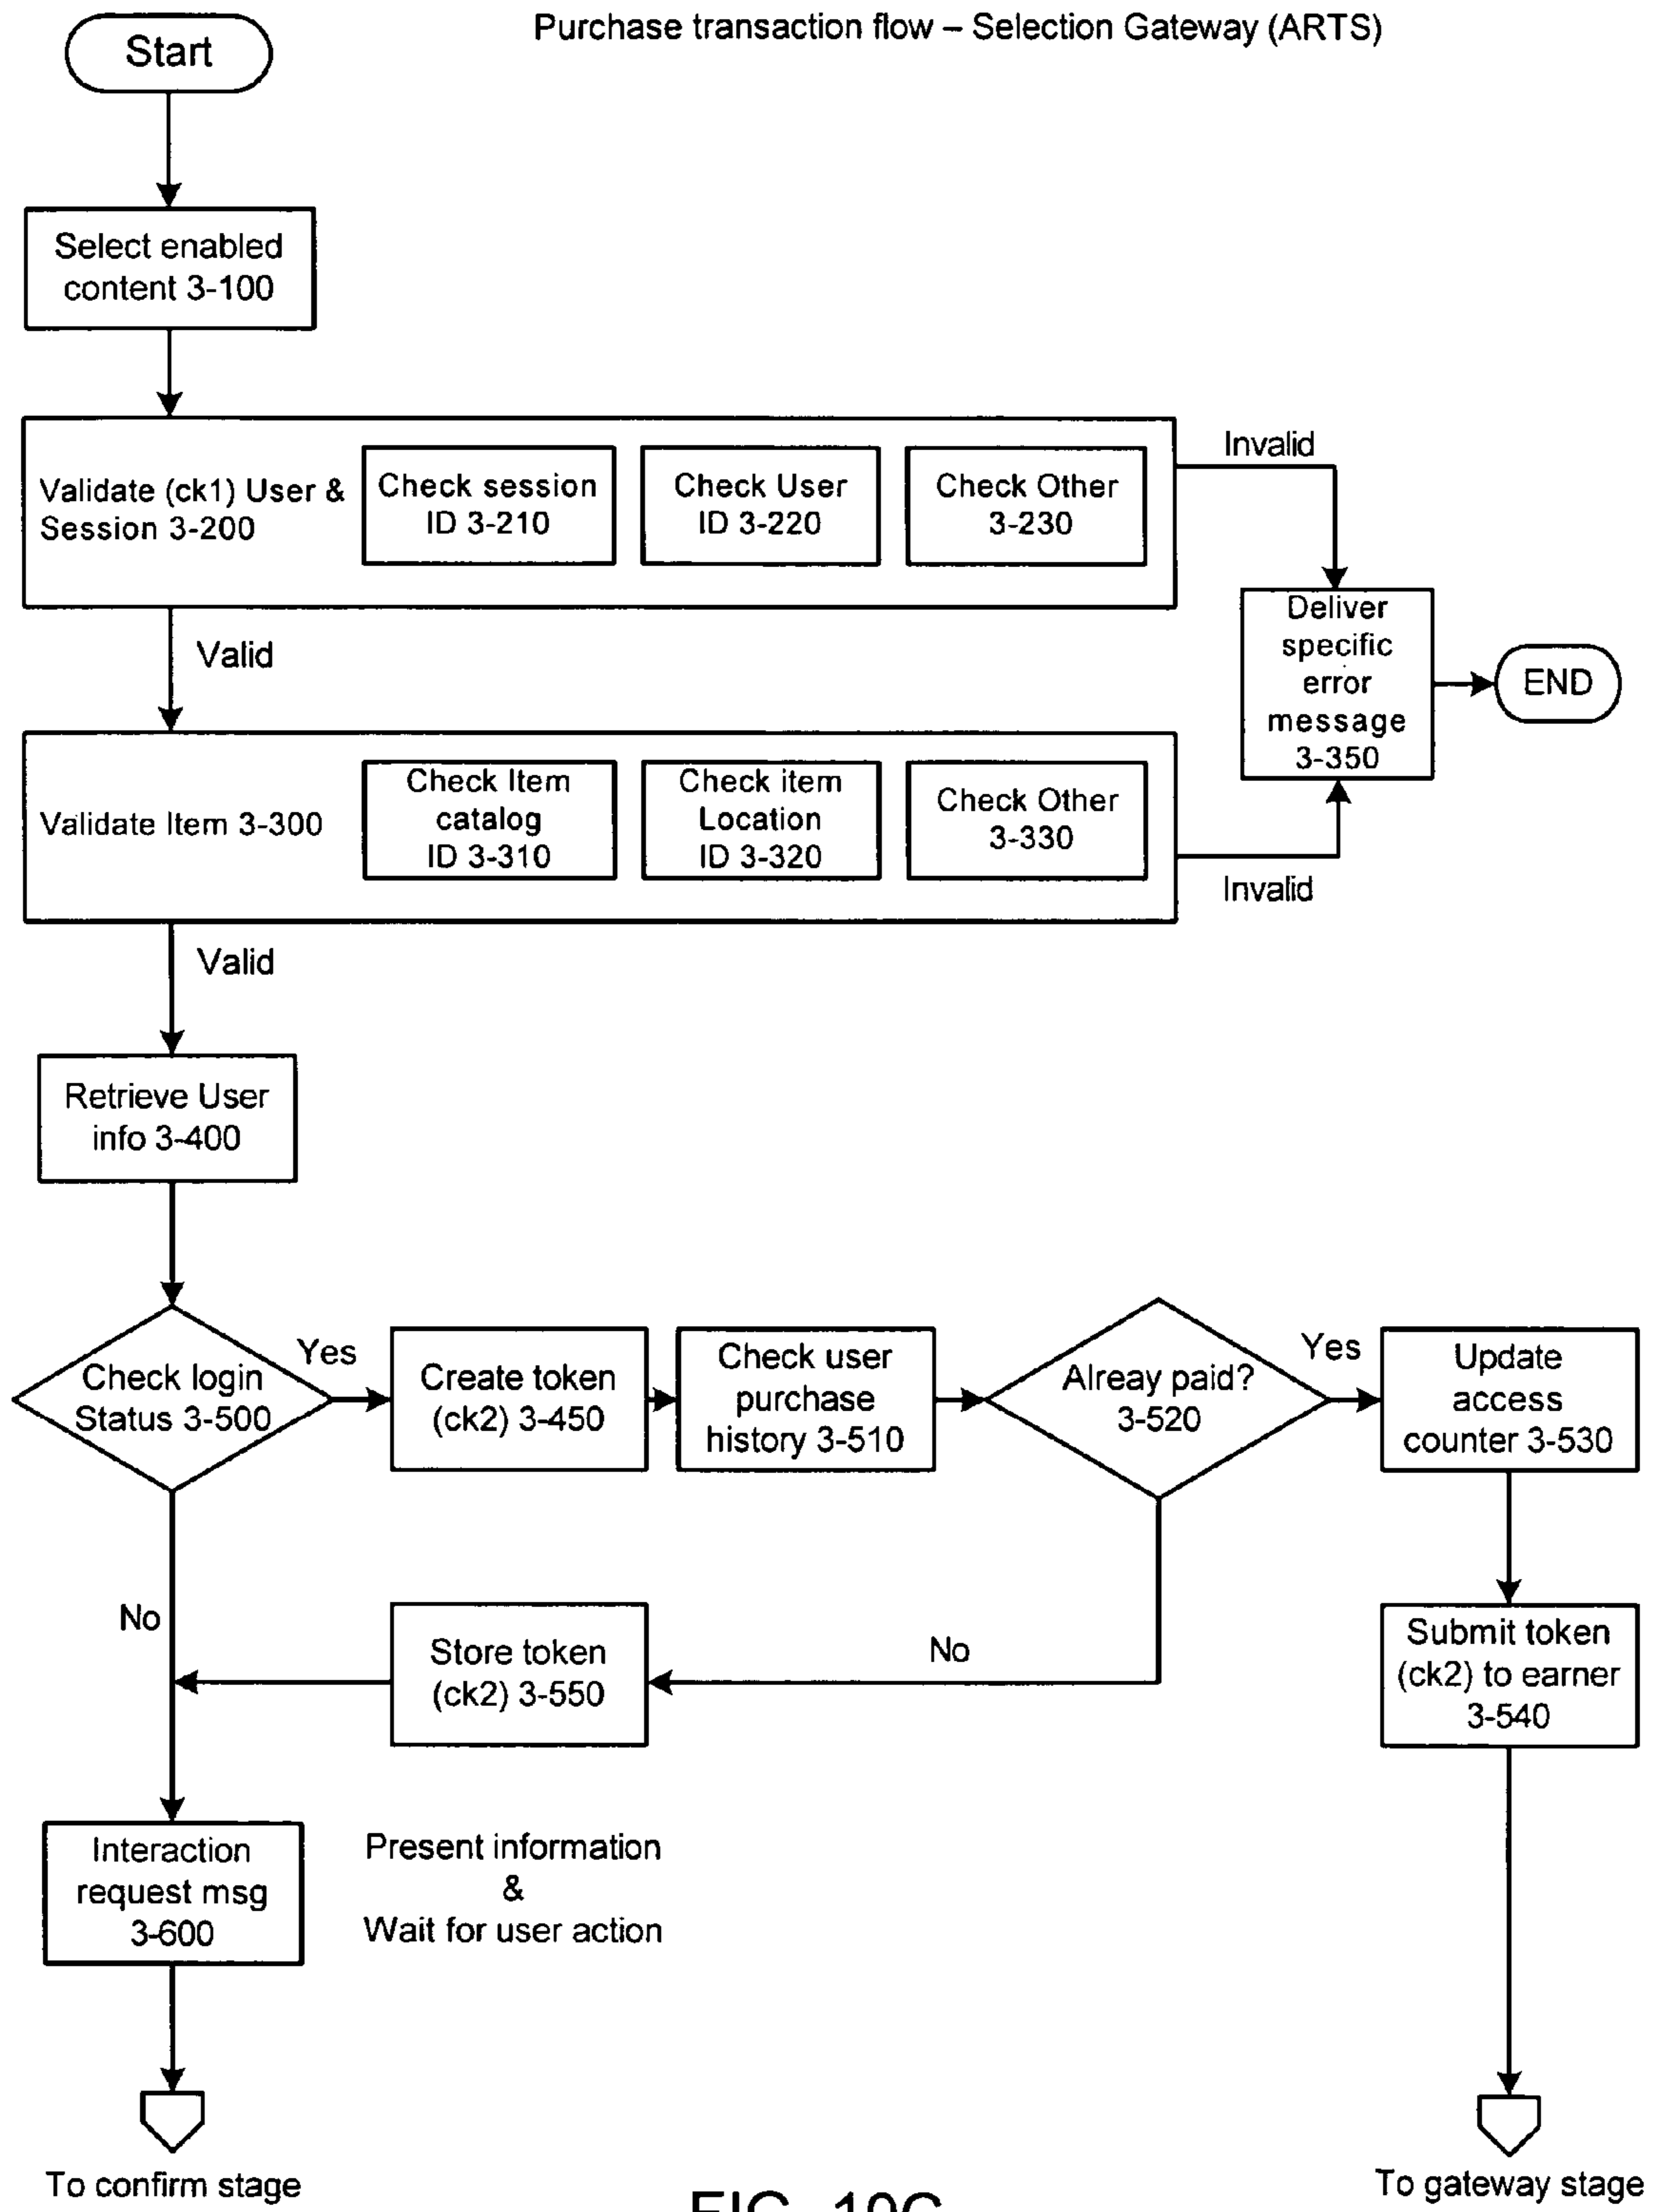 Purchase transaction flow – Selection Gateway (ARTS)
Start
Select enabled
content 3-100
Validate (ck1) User &
Session 3-200
Check session
ID 3-210
Check User
ID 3-220
Check Other
3-230
Invalid
Deliver
specific
error
message
3-350
END
Valid
Validate Item 3-300
Check Item
catalog
ID 3-310
Check item
Location
ID 3-320
Check Other
3-330
Invalid
Valid
Retrieve User
info 3-400
Check login
Status 3-500
Yes
Create token
(ck2) 3-450
Check user
purchase
history 3-510
Alreay paid?
3-520
Yes
Update
access
counter 3-530
No
Store token
(ck2) 3-550
No
Submit token
(ck2) to earner
3-540
Interaction
request msg
3-600
Present information
&
Wait for user action
To confirm stage
To gateway stage
FIG. 10C